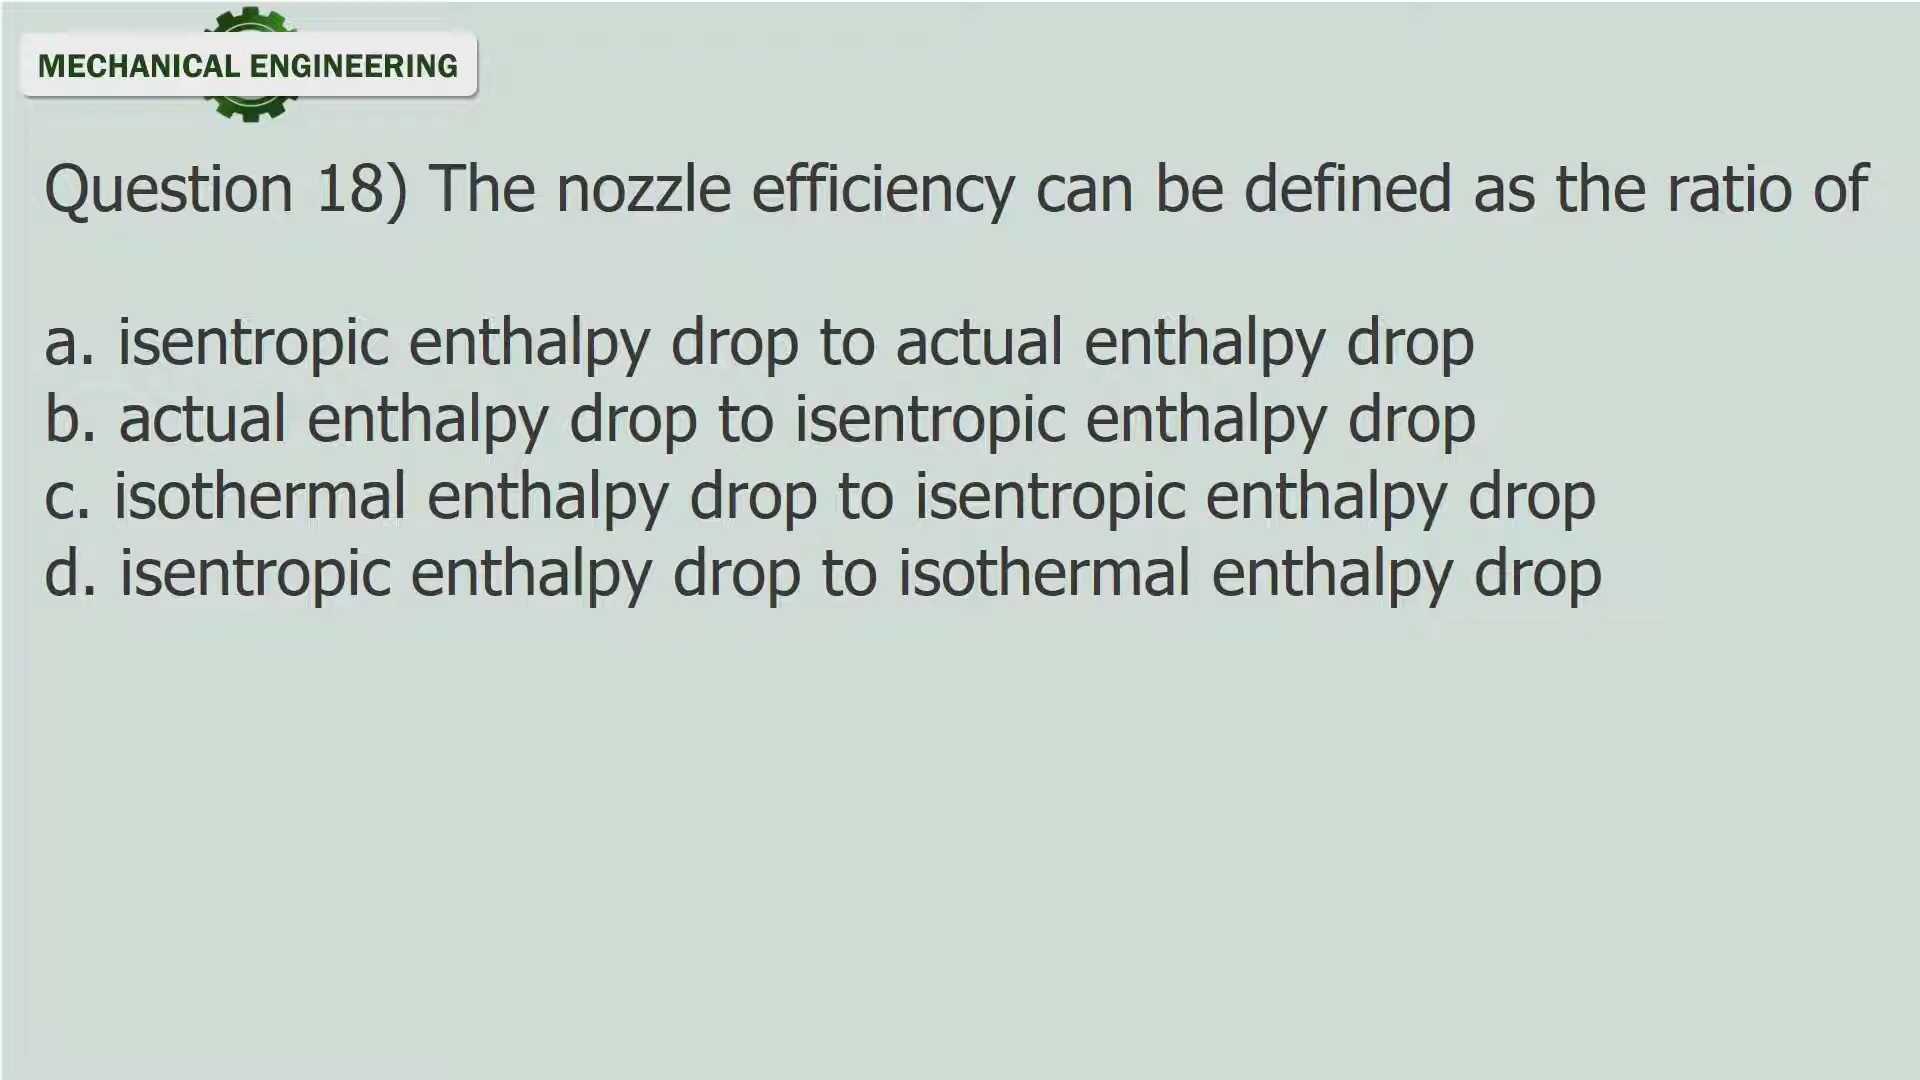 MECHANICAL ENGINEERING
Question 18) The nozzle efficiency can be defined as the ratio of
a. isentropic enthalpy drop to actual enthalpy drop
b. actual enthalpy drop to isentropic enthalpy drop
c. isothermal enthalpy drop to isentropic enthalpy drop
d. isentropic enthalpy drop to isothermal enthalpy drop